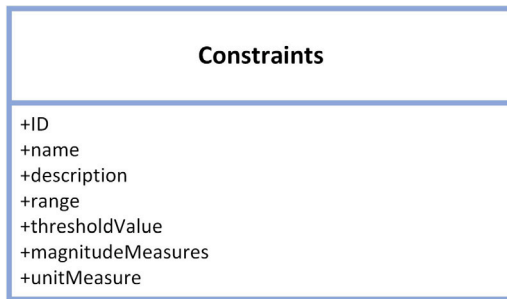 Constraints
+ID
+name
+description
+range
+thresholdValue
+magnitudeMeasures
+unitMeasure